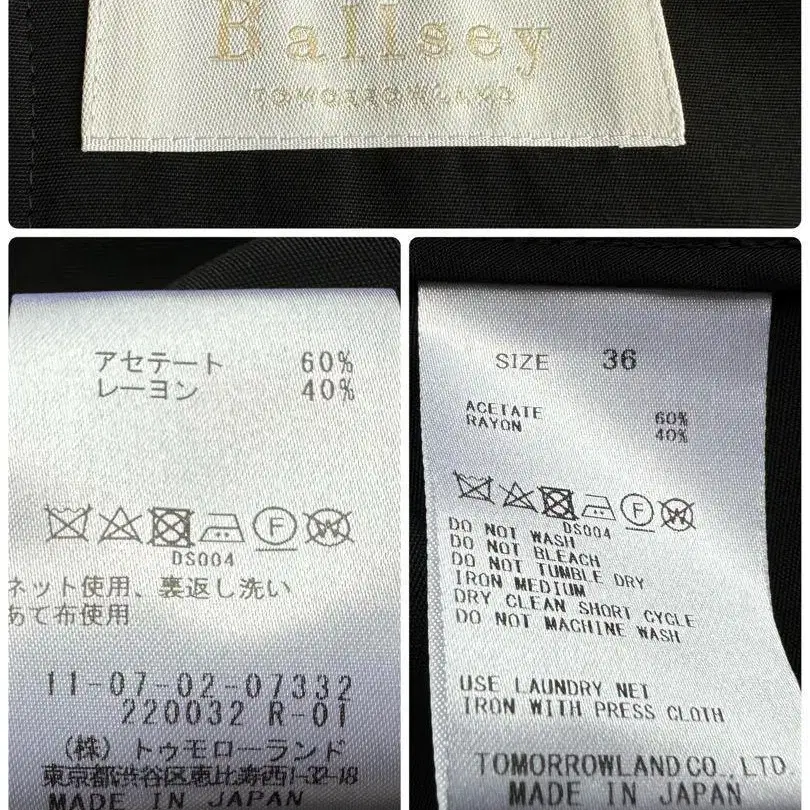 Ballsey
TOMORROWLAND
アセテート 60%
レーヨン 40%
DS004
ネット使用、裏返し洗い
あて布使用
11-07-02-07332
220032 R-01
(株)トゥモローランド
東京都渋谷区恵比寿西1-32-18
MADE IN JAPAN
SIZE 36
ACETATE 60%
RAYON 40%
F
W
DS004
DO NOT WASH
DO NOT BLEACH
DO NOT TUMBLE DRY
IRON MEDIUM
DRY CLEAN SHORT CYCLE
DO NOT MACHINE WASH
USE LAUNDRY NET
IRON WITH PRESS CLOTH
TOMORROWLAND CO.,LTD.
MADE IN JAPAN